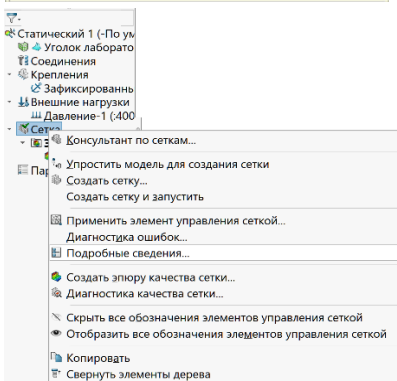 Статический 1 (-По ум
Уголок лаборато
Соединения
Крепления
Зафиксированнь
Внешние нагрузки
Давление-1 (:400
Сетка
Пар
Консультант по сеткам...
Упростить модель для создания сетки
Создать сетку...
Создать сетку и запустить
Применить элемент управления сеткой...
Диагностика ошибок...
Подробные сведения...
Создать эпюру качества сетки...
Диагностика качества сетки...
Скрыть все обозначения элементов управления сеткой
Отобразить все обозначения элементов управления сеткой
Копировать
Свернуть элементы дерева